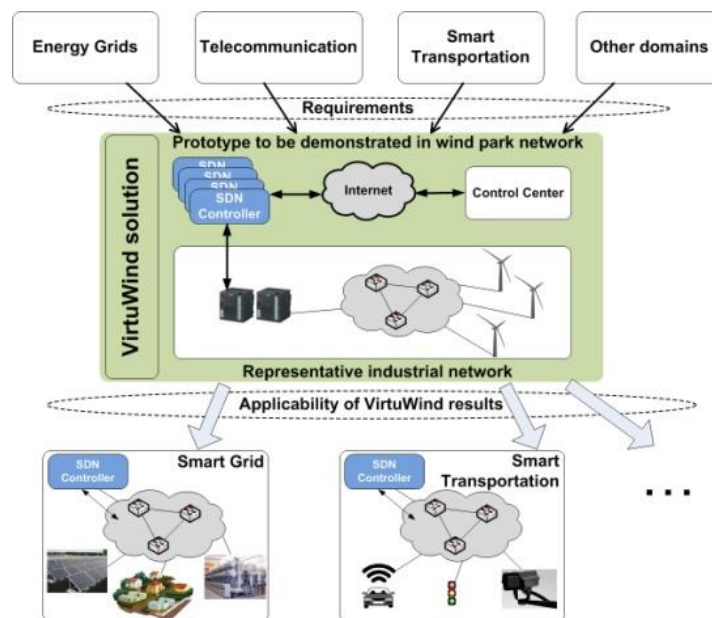 Energy Grids
Telecommunication
Smart
Transportation
Other domains
Requirements
VirtuWind solution
Prototype to be demonstrated in wind park network
SDN
SDN
SDN
SDN
Controller
Internet
Control Center
Representative industrial network
Applicability of VirtuWind results
SDN
Controller
Smart Grid
SDN
Controller
Smart
Transportation
...